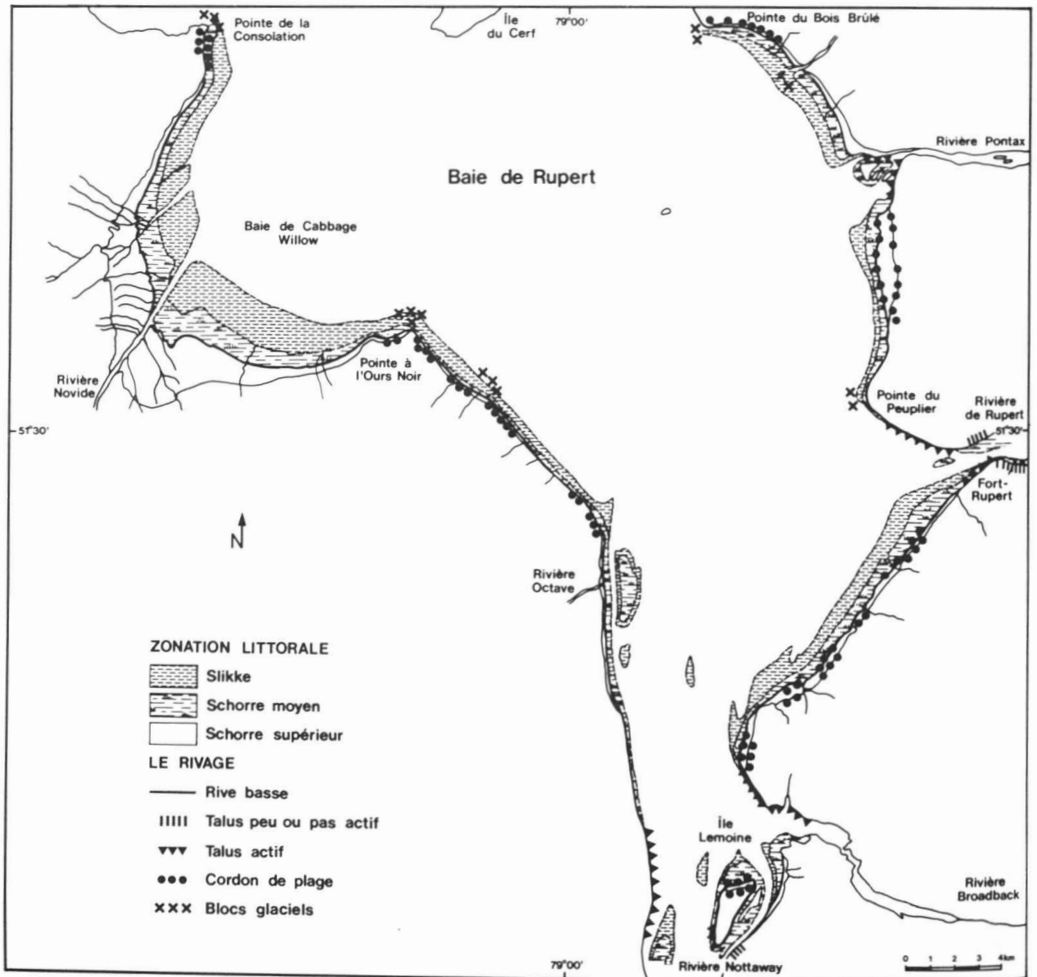 79°00'
Pointe de la
Consolation
Île
du Cerf
Pointe du Bois Brûlé
Rivière Pontax
Baie de Rupert
Baie de Cabbage
Willow
Rivière
Novide
Pointe à
l'Ours Noir
Pointe du
Peuplier
Rivière
de Rupert
51°30'
51°30'
Fort-
Rupert
N
Rivière
Octave
ZONATION LITTORALE
Slikke
Schorre moyen
Schorre supérieur
LE RIVAGE
Rive basse
Talus peu ou pas actif
Talus actif
Cordon de plage
Blocs glaciels
Île
Lemoine
Rivière
Broadback
Rivière Nottaway
79°00'
0 1 2 3 4km